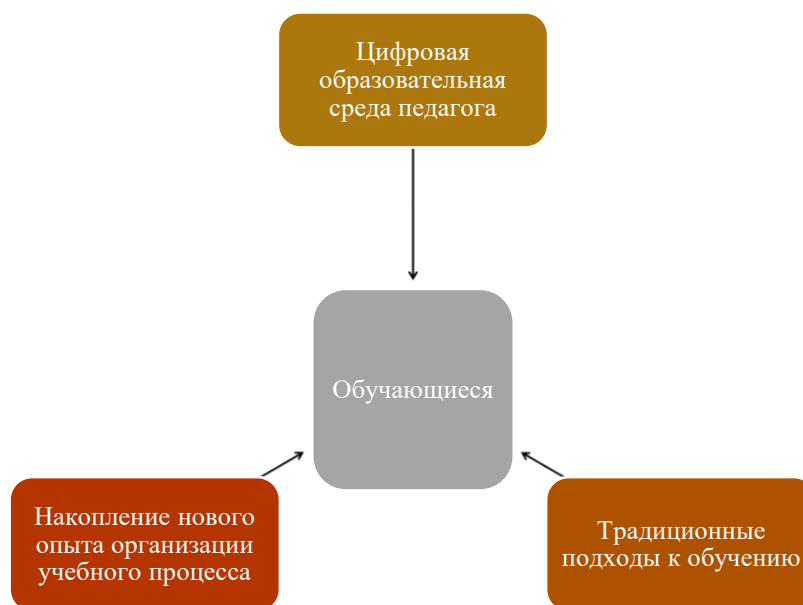 Цифровая
образовательная
среда педагога
Обучающиеся
Накопление нового
опыта организации
учебного процесса
Традиционные
подходы к обучению